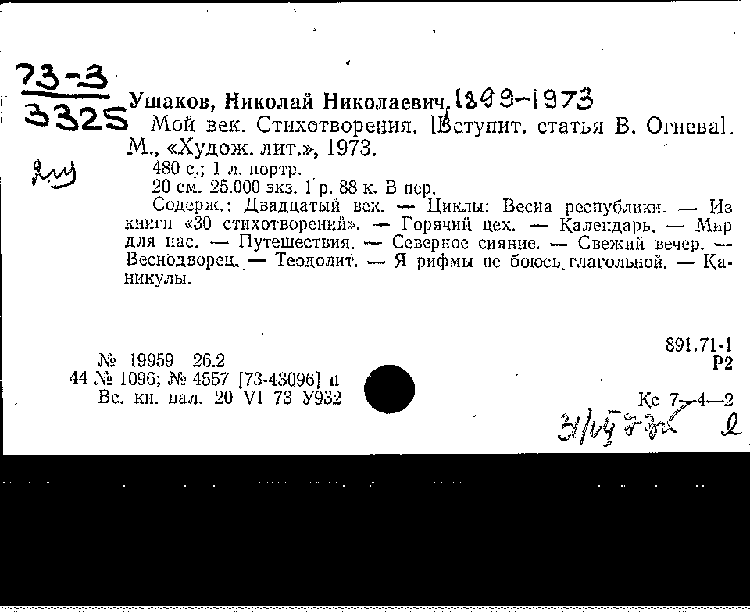 73-3
3325
Ушаков, Николай Николаевич, 1899-1973
Мой век. Стихотворения. [Вступит. статья В. Огнева].
М., «Худож. лит.», 1973.
480 с.; 1 л. портр.
20 см. 25.000 экз. 1 р. 88 к. В пер.
Содерж.: Двадцатый век. — Циклы: Весна республики. — Из
книги «30 стихотворений». — Горячий цех. — Календарь. — Мир
для нас. — Путешествия. — Северное сияние. — Свежий вечер. —
Веснодворец. — Теодолит. — Я рифмы не боюсь глагольной. — Ка-
никулы.
891.71-1
№ 19959 26.2
Р2
44 № 1096; № 4557 [73-43096] п
Вс. кн. пал. 20 VI 73 У932
Кс 7—4—2